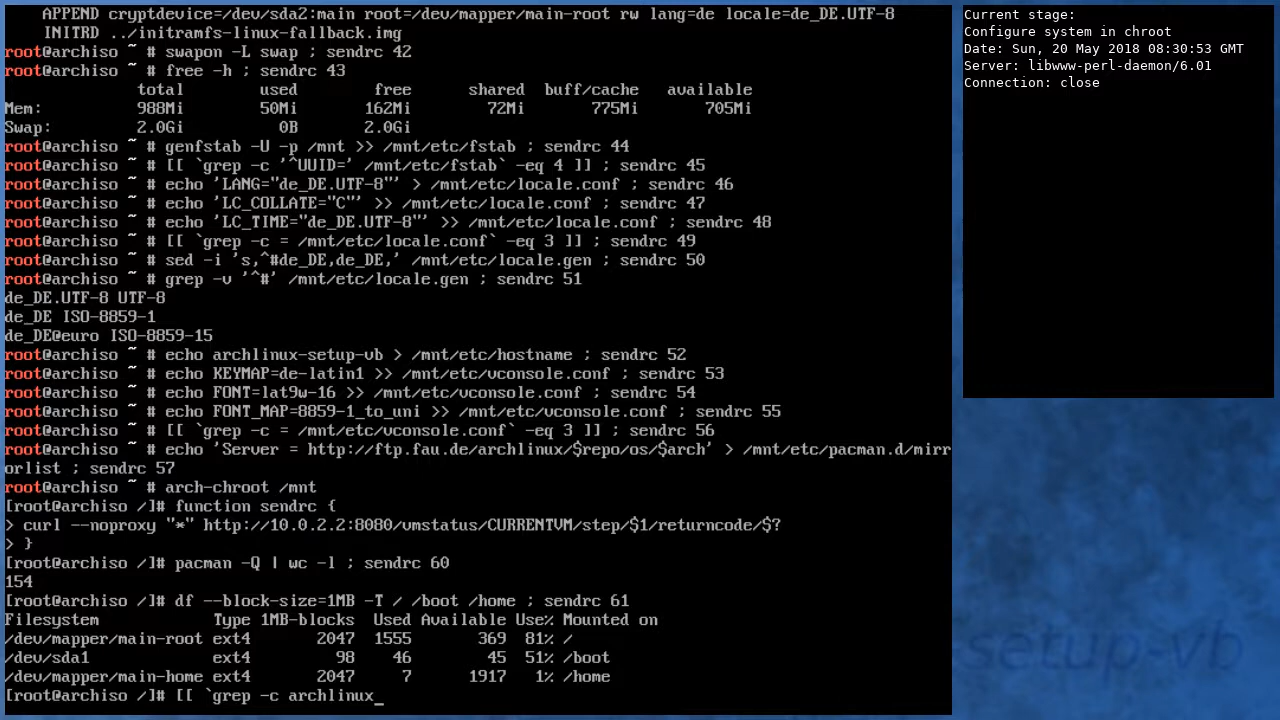 APPEND cryptdevice=/dev/sda2:main root=/dev/mapper/main-root rw lang=de locale=de_DE.UTF-8
    INITRD ../initramfs-linux-fallback.img
root@archiso ~ # swapon -L swap ; sendrc 42
root@archiso ~ # free -h ; sendrc 43
              total        used        free      shared  buff/cache   available
Mem:          988Mi        50Mi       162Mi        72Mi       775Mi       705Mi
Swap:         2.0Gi          0B       2.0Gi
root@archiso ~ # genfstab -U -p /mnt >> /mnt/etc/fstab ; sendrc 44
root@archiso ~ # [[ `grep -c '^UUID=' /mnt/etc/fstab` -eq 4 ]] ; sendrc 45
root@archiso ~ # echo 'LANG="de_DE.UTF-8"' > /mnt/etc/locale.conf ; sendrc 46
root@archiso ~ # echo 'LC_COLLATE="C"' >> /mnt/etc/locale.conf ; sendrc 47
root@archiso ~ # echo 'LC_TIME="de_DE.UTF-8"' >> /mnt/etc/locale.conf ; sendrc 48
root@archiso ~ # [[ `grep -c = /mnt/etc/locale.conf` -eq 3 ]] ; sendrc 49
root@archiso ~ # sed -i 's,^#de_DE,de_DE,' /mnt/etc/locale.gen ; sendrc 50
root@archiso ~ # grep -v '^#' /mnt/etc/locale.gen ; sendrc 51
de_DE.UTF-8 UTF-8
de_DE ISO-8859-1
de_DE@euro ISO-8859-15
root@archiso ~ # echo archlinux-setup-vb > /mnt/etc/hostname ; sendrc 52
root@archiso ~ # echo KEYMAP=de-latin1 >> /mnt/etc/vconsole.conf ; sendrc 53
root@archiso ~ # echo FONT=lat9w-16 >> /mnt/etc/vconsole.conf ; sendrc 54
root@archiso ~ # echo FONT_MAP=8859-1_to_uni >> /mnt/etc/vconsole.conf ; sendrc 55
root@archiso ~ # [[ `grep -c = /mnt/etc/vconsole.conf` -eq 3 ]] ; sendrc 56
root@archiso ~ # echo 'Server = http://ftp.fau.de/archlinux/$repo/os/$arch' > /mnt/etc/pacman.d/mirr
orlist ; sendrc 57
root@archiso ~ # arch-chroot /mnt
[root@archiso /]# function sendrc {
> curl --noproxy "*" http://10.0.2.2:8080/vmstatus/CURRENTVM/step/$1/returncode/$?
> }
[root@archiso /]# pacman -Q | wc -l ; sendrc 60
154
[root@archiso /]# df --block-size=1MB -T / /boot /home ; sendrc 61
Filesystem            Type 1MB-blocks  Used Available Use% Mounted on
/dev/mapper/main-root ext4       2047  1555       369  81% /
/dev/sda1             ext4         98    46        45  51% /boot
/dev/mapper/main-home ext4       2047     7      1917   1% /home
[root@archiso /]# [[ `grep -c archlinux_
Current stage:
Configure system in chroot
Date: Sun, 20 May 2018 08:30:53 GMT
Server: libwww-perl-daemon/6.01
Connection: close
setup-vb